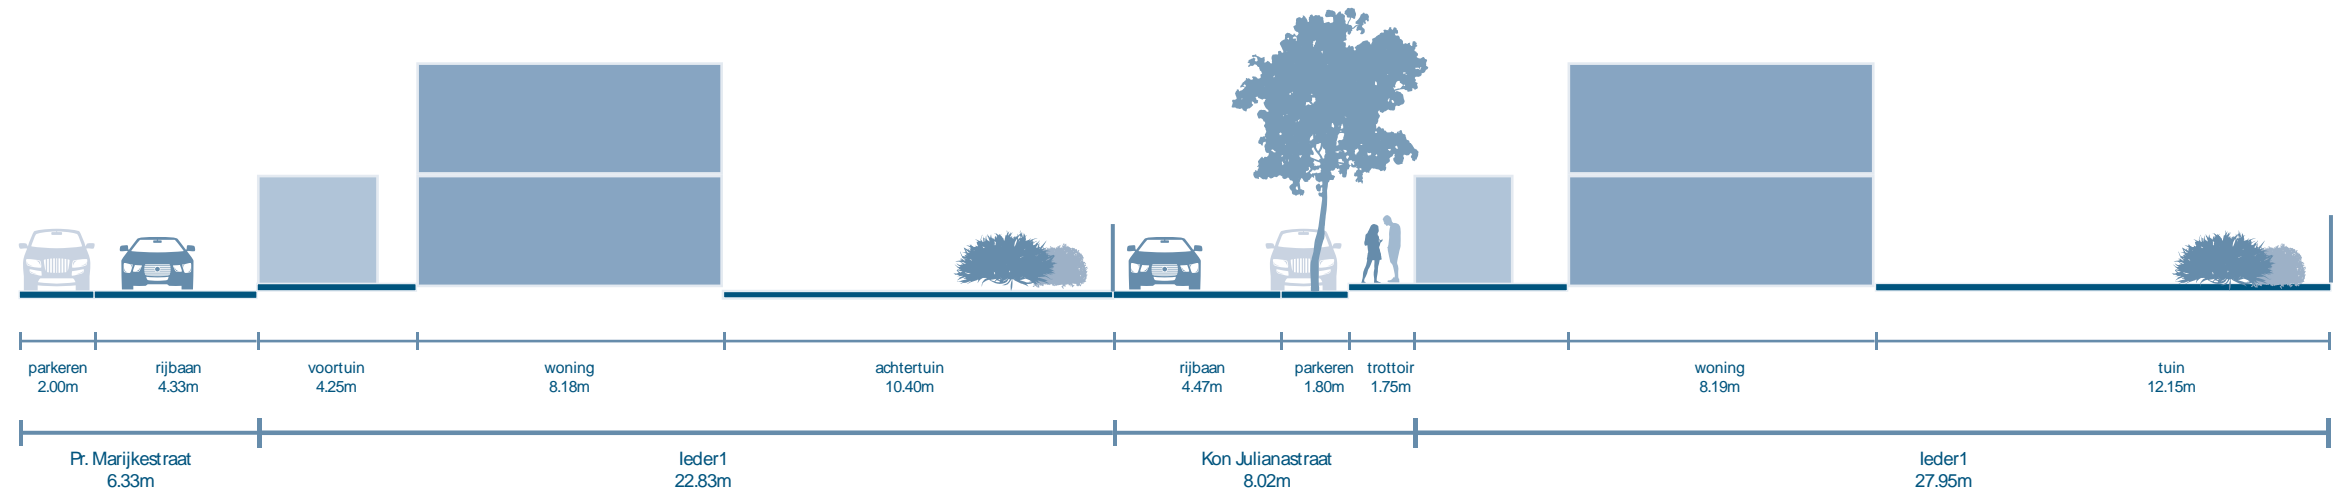 parkeren
2.00m
rijbaan
4.33m
voortuin
4.25m
woning
8.18m
achtertuin
10.40m
rijbaan
4.47m
parkeren
1.80m
trottoir
1.75m
woning
8.19m
tuin
12.15m
Pr. Marijkestraat
6.33m
Ieder1
22.83m
Kon Julianastraat
8.02m
Ieder1
27.95m